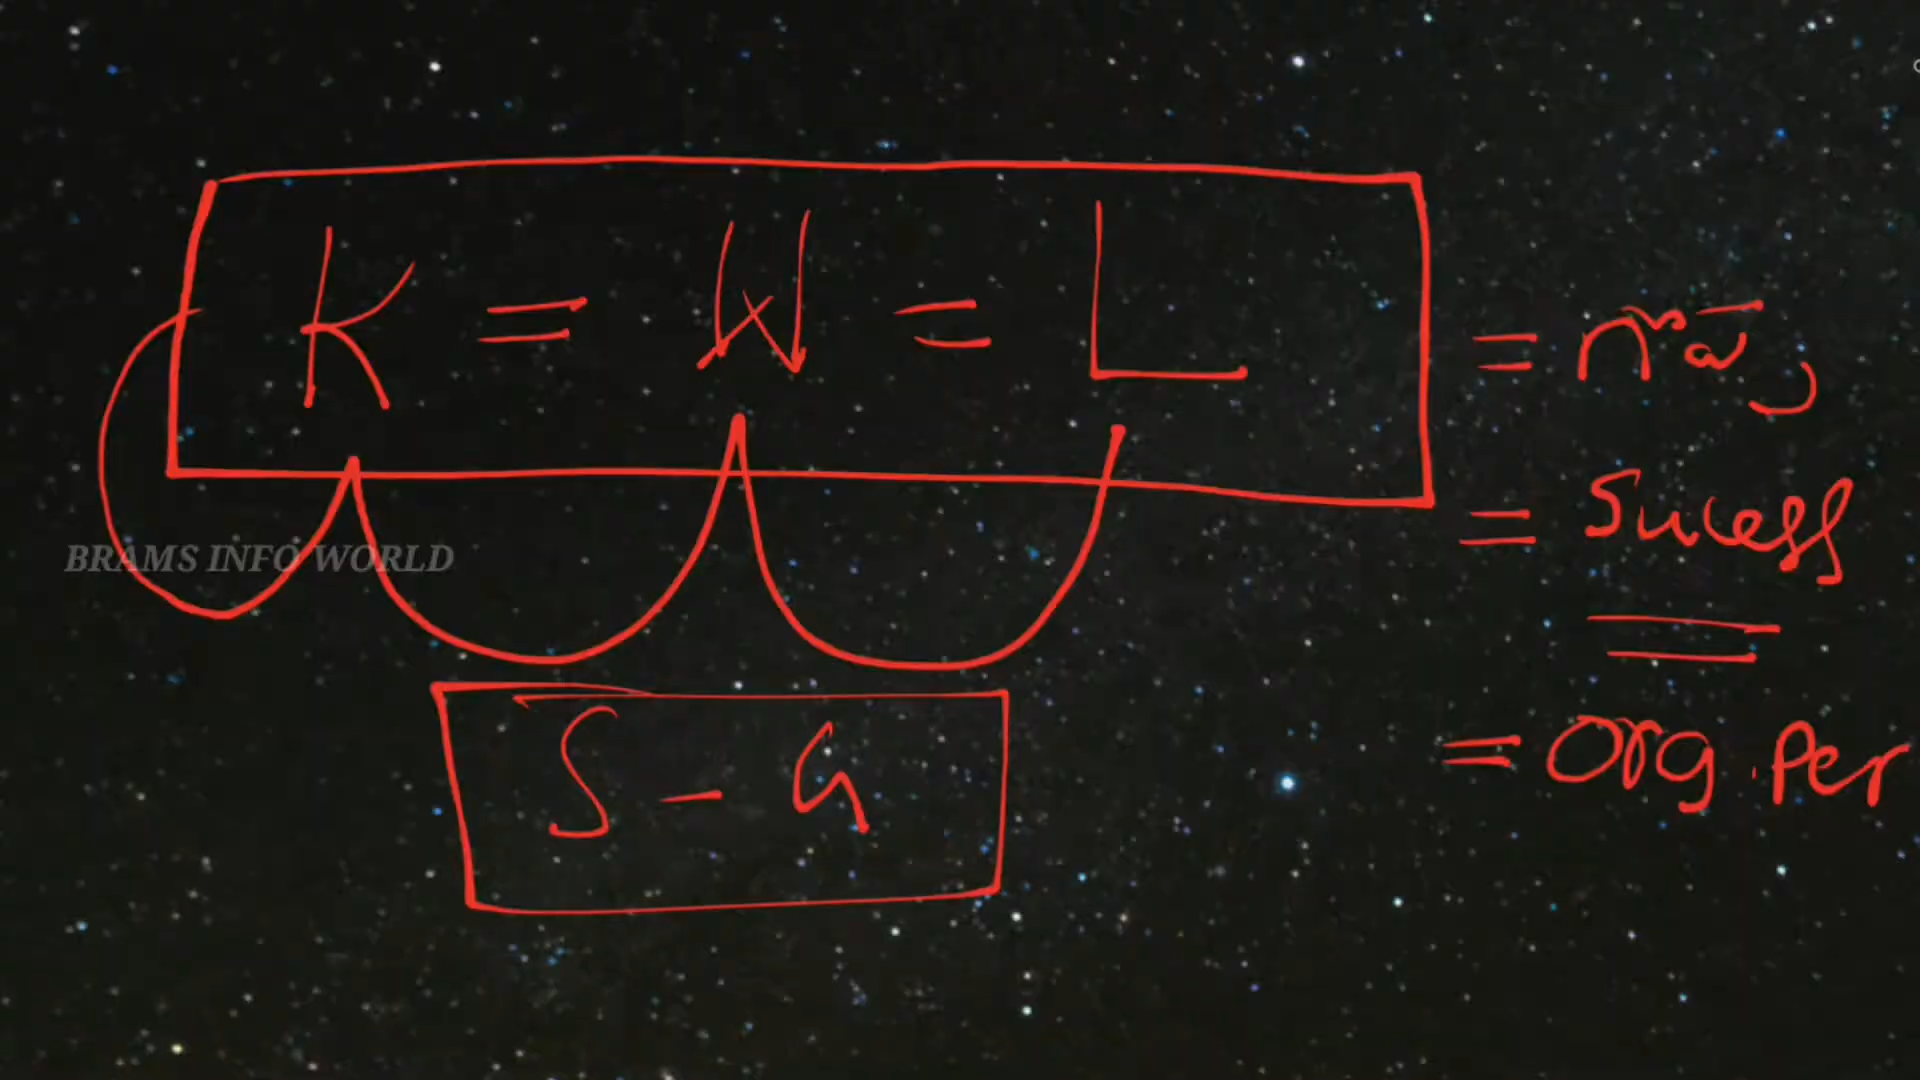 K = W = L
=
= Sucess
BRAMS INFO WORLD
S - G
= Org. Per